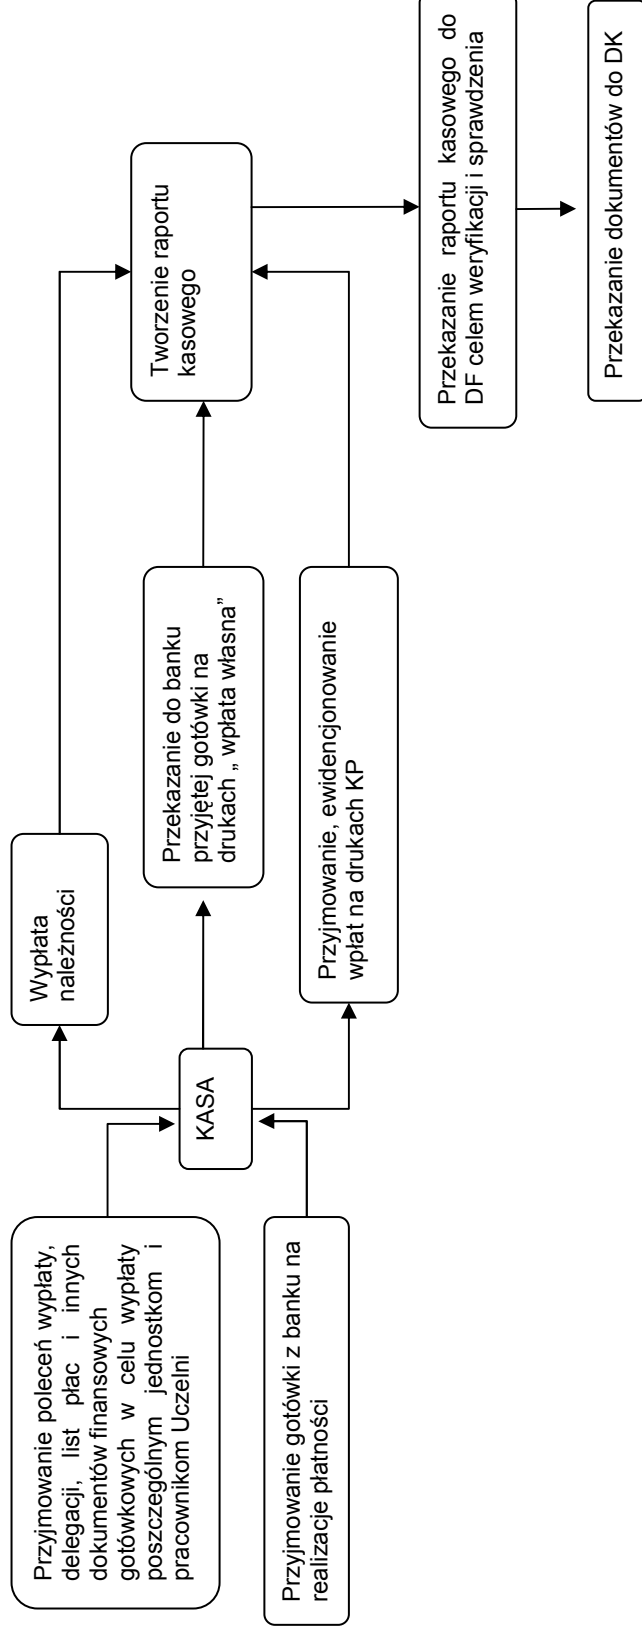 Przyjmowanie poleceń wypłaty,
delegacji, list płac i innych
dokumentów finansowych
gotówkowych w celu wypłaty
poszczególnym jednostkom i
pracownikom Uczelni
Przyjmowanie gotówki z banku na
realizacje płatności
KASA
Wypłata
należności
Przekazanie do banku
przyjętej gotówki na
drukach „ wpłata własna”
Przyjmowanie, ewidencjonowanie
wpłat na drukach KP
Tworzenie raportu
kasowego
Przekazanie raportu kasowego do
DF celem weryfikacji i sprawdzenia
Przekazanie dokumentów do DK